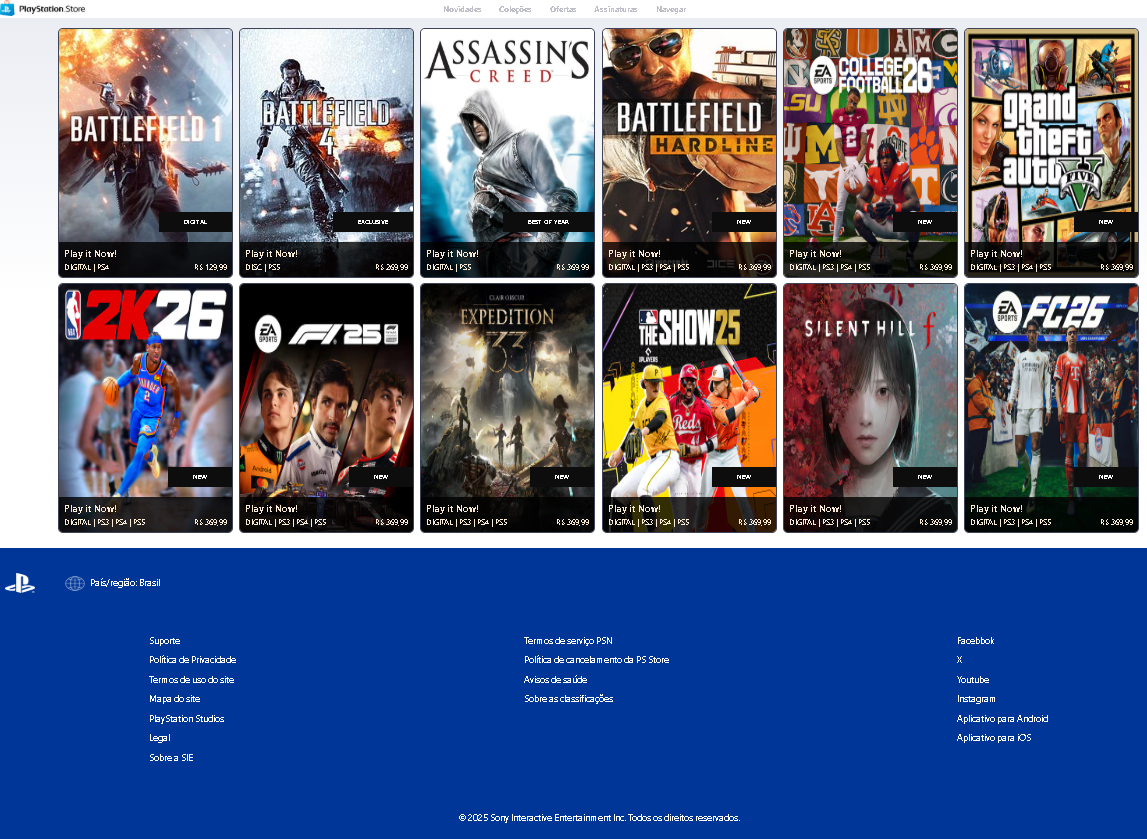 PlayStation Store
Novidades Coleções Ofertas Assinaturas Navegar
BATTLEFIELD 1
DIGITAL
Play it Now!
DIGITAL | PS4 R$ 129,99
BATTLEFIELD
4
EXCLUSIVE
Play it Now!
DISC | PS5 R$ 269,99
ASSASSIN'S
CREED
BEST OF YEAR
Play it Now!
DIGITAL | PS5 R$ 369,99
BATTLEFIELD
HARDLINE
NEW
Play it Now!
DIGITAL | PS3 | PS4 | PS5 R$ 369,99
EA SPORTS
COLLEGE
FOOTBALL 26
NEW
Play it Now!
DIGITAL | PS3 | PS4 | PS5 R$ 369,99
grand
theft
auto V
FIVE
NEW
Play it Now!
DIGITAL | PS3 | PS4 | PS5 R$ 369,99
NBA 2K26
NEW
Play it Now!
DIGITAL | PS3 | PS4 | PS5 R$ 369,99
EA SPORTS F1 25
Android
NEW
Play it Now!
DIGITAL | PS3 | PS4 | PS5 R$ 369,99
CLAIR OBSCUR
EXPEDITION
33
NEW
Play it Now!
DIGITAL | PS3 | PS4 | PS5 R$ 369,99
THE SHOW 25
Reds
NEW
Play it Now!
DIGITAL | PS3 | PS4 | PS5 R$ 369,99
SILENT HILL f
NEW
Play it Now!
DIGITAL | PS3 | PS4 | PS5 R$ 369,99
EA SPORTS FC 26
NEW
Play it Now!
DIGITAL | PS3 | PS4 | PS5 R$ 369,99
País/região: Brasil
Suporte
Política de Privacidade
Termos de uso do site
Mapa do site
PlayStation Studios
Legal
Sobre a SIE
Termos de serviço PSN
Política de cancelamento da PS Store
Avisos de saúde
Sobre as classificações
Facebbok
X
Youtube
Instagram
Aplicativo para Android
Aplicativo para iOS
© 2025 Sony Interactive Entertainment Inc. Todos os direitos reservados.